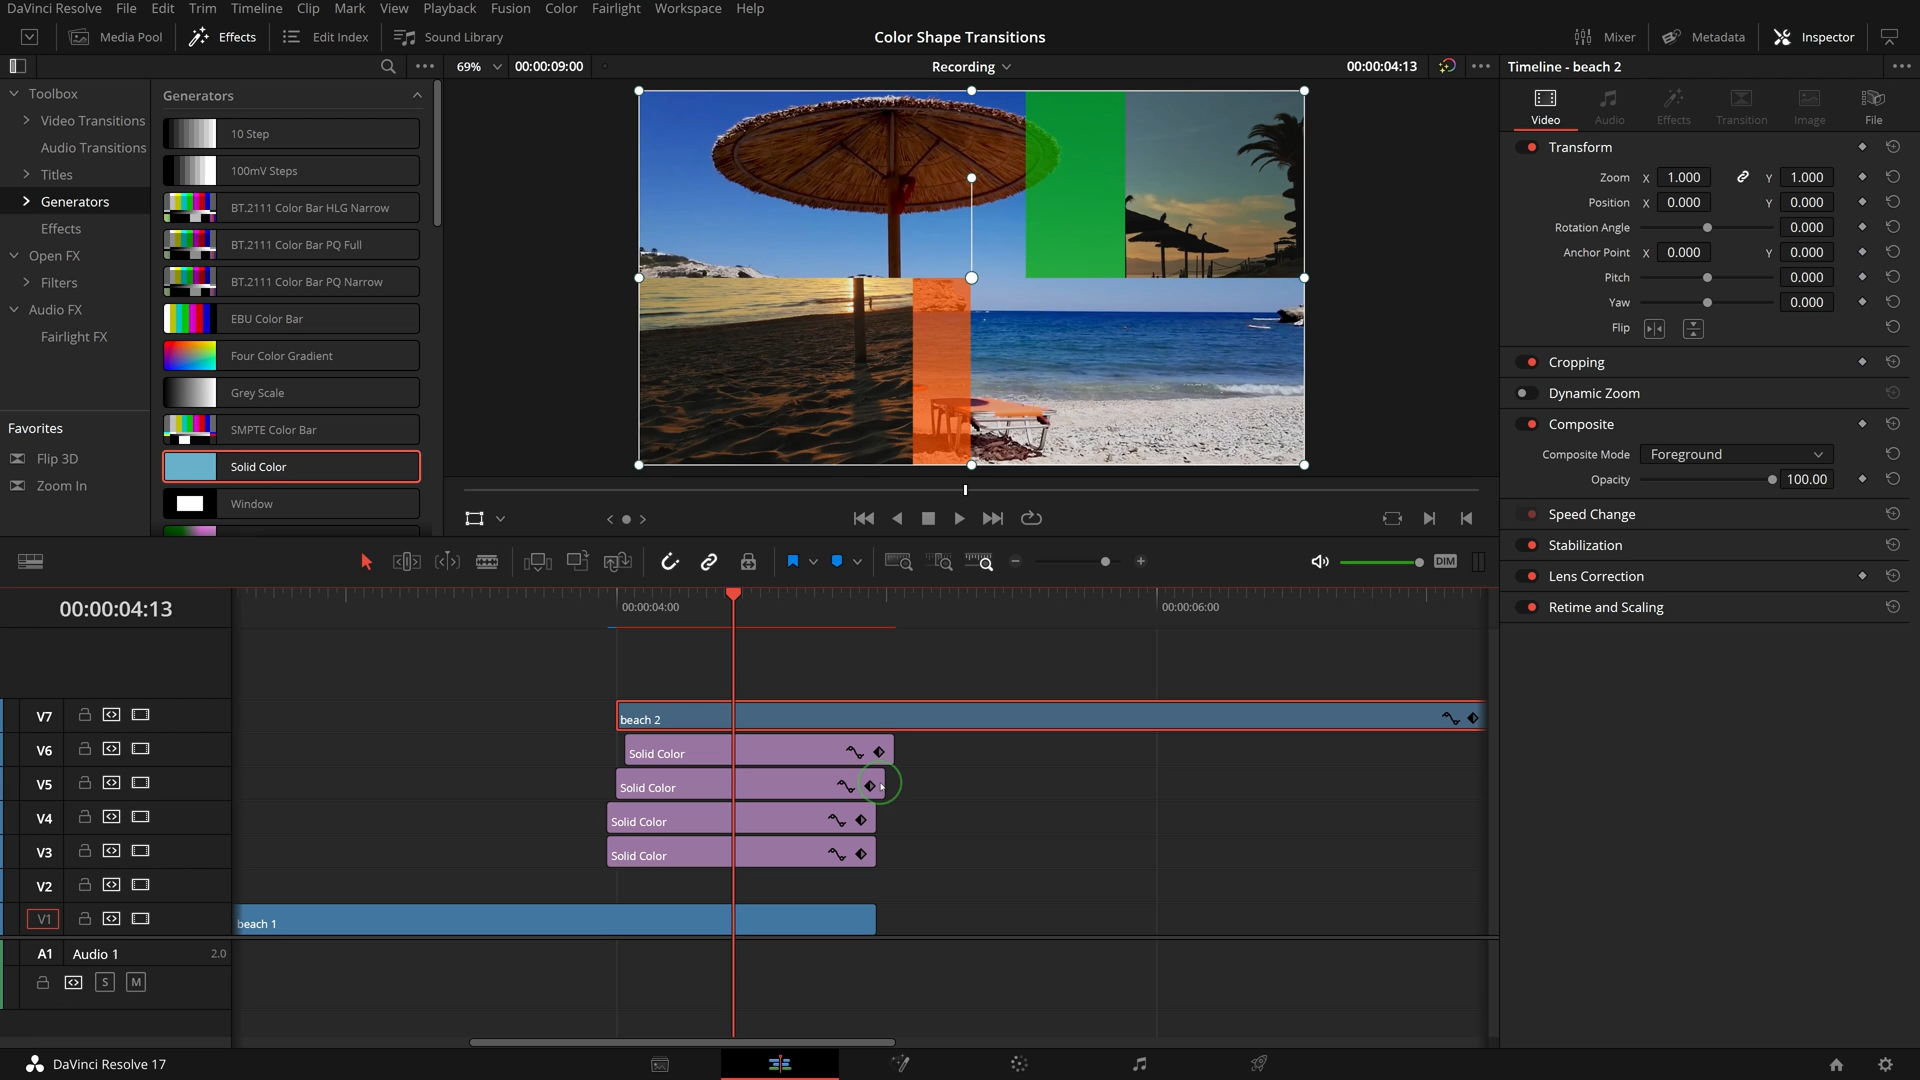 DaVinci Resolve File Edit Trim Timeline Clip Mark View Playback Fusion Color Fairlight Workspace Help
Media Pool Effects Edit Index Sound Library Color Shape Transitions Mixer Metadata Inspector
69% 00:00:09:00 Recording 00:00:04:13 Timeline - beach 2
Toolbox
Video Transitions
Audio Transitions
Titles
Generators
Effects
Open FX
Filters
Audio FX
Fairlight FX
Favorites
Flip 3D
Zoom In
Generators
10 Step
100mV Steps
BT.2111 Color Bar HLG Narrow
BT.2111 Color Bar PQ Full
BT.2111 Color Bar PQ Narrow
EBU Color Bar
Four Color Gradient
Grey Scale
SMPTE Color Bar
Solid Color
Window
Video Audio Effects Transition Image File
Transform
Zoom X 1.000 Y 1.000
Position X 0.000 Y 0.000
Rotation Angle 0.000
Anchor Point X 0.000 Y 0.000
Pitch 0.000
Yaw 0.000
Flip
Cropping
Dynamic Zoom
Composite
Composite Mode Foreground
Opacity 100.00
Speed Change
Stabilization
Lens Correction
Retime and Scaling
DIM
00:00:04:13 00:00:04:00 00:00:06:00
V7 beach 2
V6 Solid Color
V5 Solid Color
V4 Solid Color
V3 Solid Color
V2
V1 beach 1
A1 Audio 1 2.0
S M
DaVinci Resolve 17